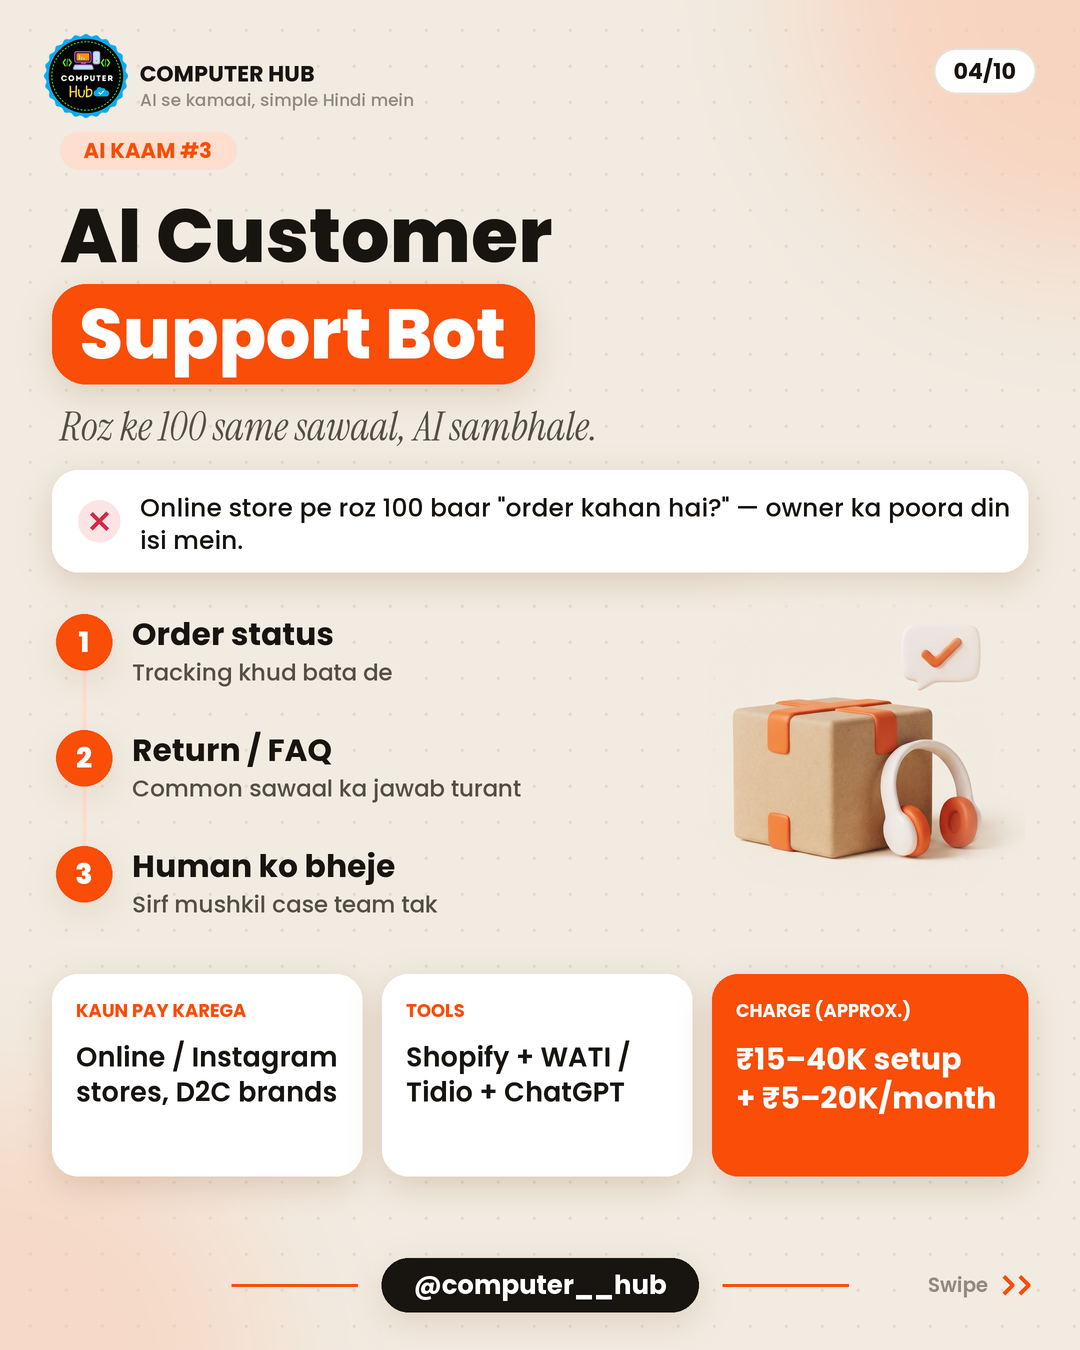 COMPUTER
Hub
COMPUTER HUB
AI se kamaai, simple Hindi mein
04/10
AI KAAM #3
AI Customer
Support Bot
Roz ke 100 same sawaal, AI sambhale.
Online store pe roz 100 baar "order kahan hai?" — owner ka poora din
isi mein.
1
Order status
Tracking khud bata de
2
Return / FAQ
Common sawaal ka jawab turant
3
Human ko bheje
Sirf mushkil case team tak
KAUN PAY KAREGA
Online / Instagram
stores, D2C brands
TOOLS
Shopify + WATI /
Tidio + ChatGPT
CHARGE (APPROX.)
₹15–40K setup
+ ₹5–20K/month
@computer__hub
Swipe